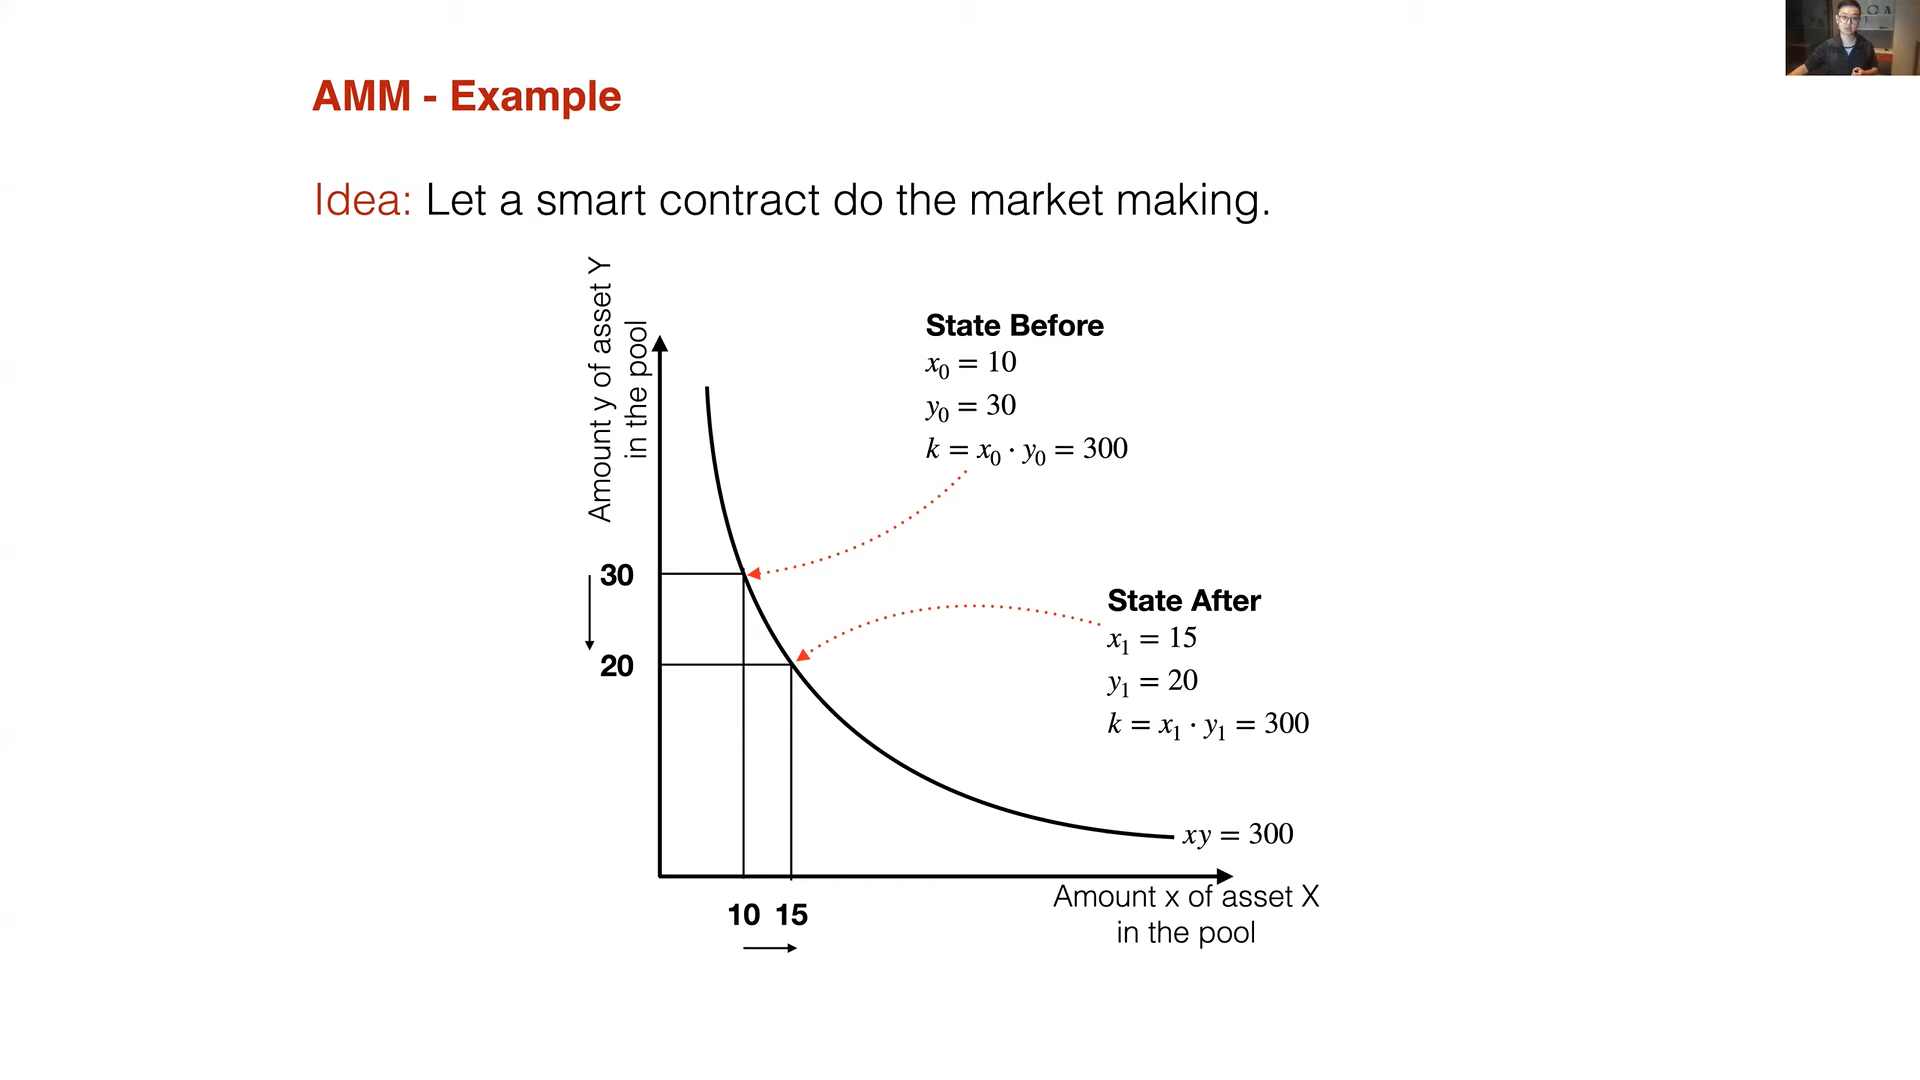 AMM - Example
Idea: Let a smart contract do the market making.
Amount y of asset Y
in the pool
State Before
x₀ = 10
y₀ = 30
k = x₀ · y₀ = 300
30
20
State After
x₁ = 15
y₁ = 20
k = x₁ · y₁ = 300
xy = 300
10 15
Amount x of asset X
in the pool